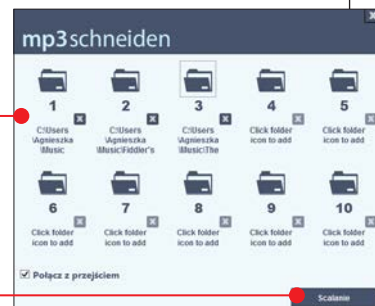 mp3schneiden
1 2 3 4 5
C:\Users C:\Users C:\Users Click folder Click folder
\Agnieszka \Agnieszka \Agnieszka icon to add icon to add
\Music \Music\Fiddler's \Music\The
6 7 8 9 10
Click folder Click folder Click folder Click folder Click folder
icon to add icon to add icon to add icon to add icon to add
Połącz z przejściem
Scalanie